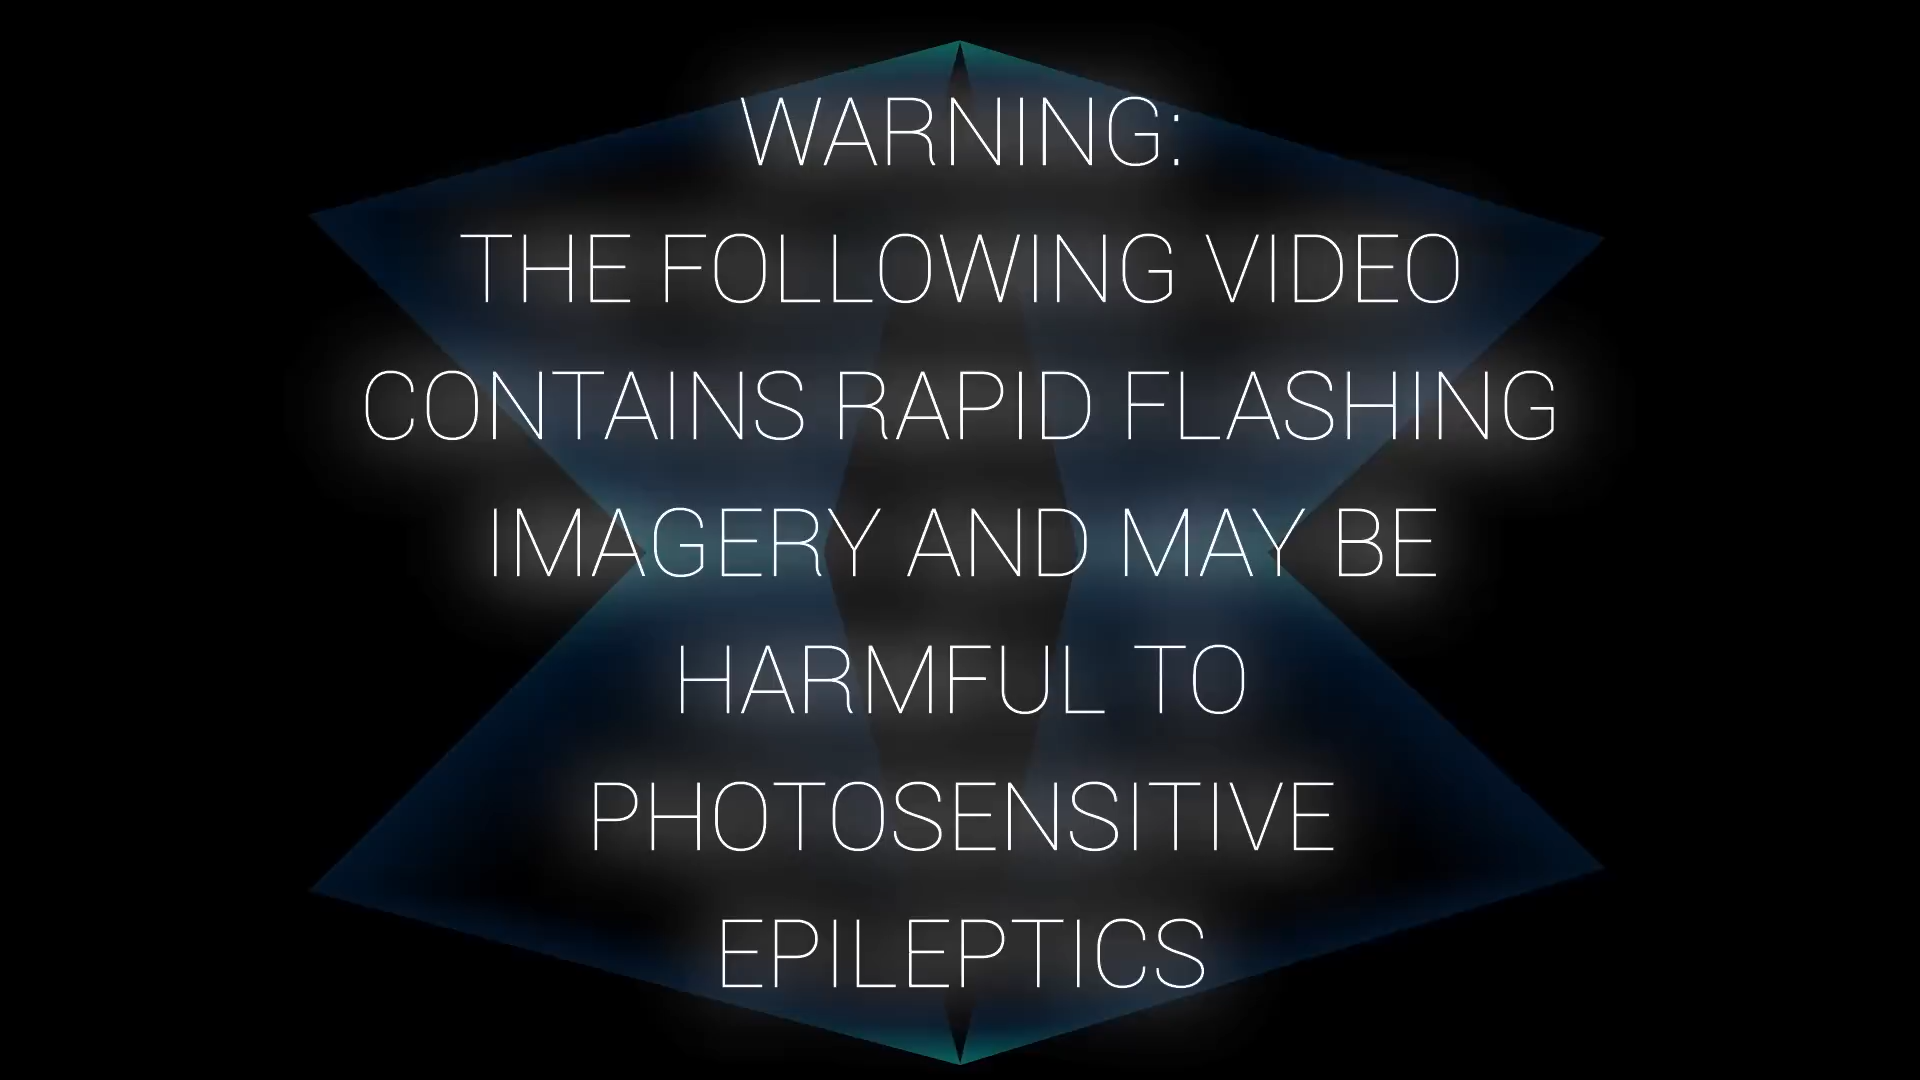 WARNING:
THE FOLLOWING VIDEO
CONTAINS RAPID FLASHING
IMAGERY AND MAY BE
HARMFUL TO
PHOTOSENSITIVE
EPILEPTICS